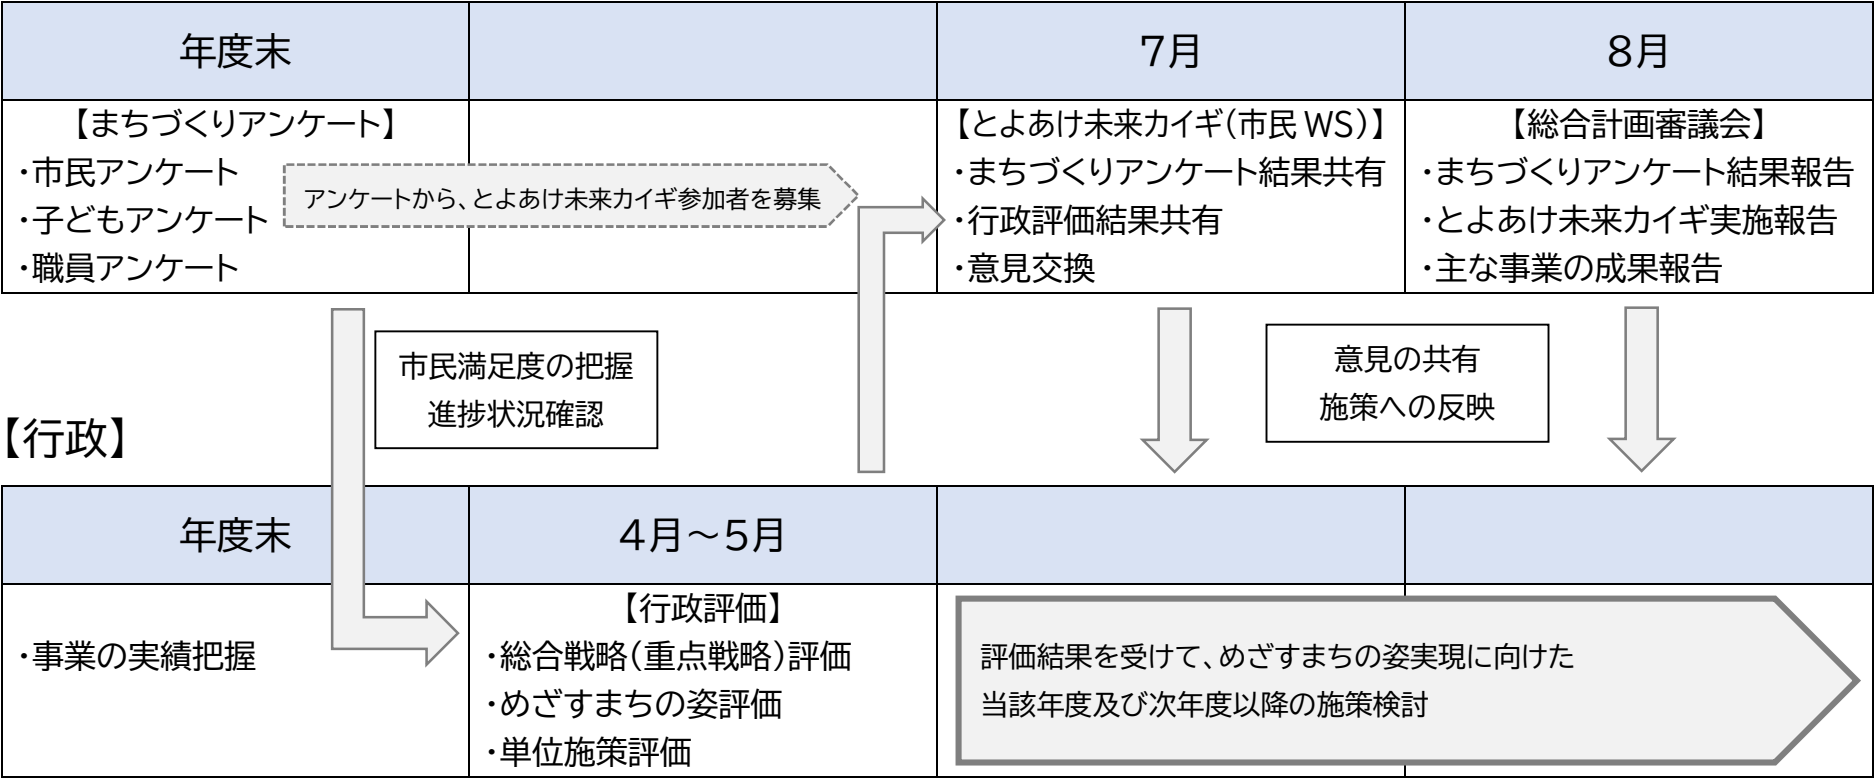 年度末
7月
8月
【まちづくりアンケート】
・市民アンケート
・子どもアンケート
・職員アンケート
アンケートから、とよあけ未来カイギ参加者を募集
【とよあけ未来カイギ(市民WS)】
・まちづくりアンケート結果共有
・行政評価結果共有
・意見交換
【総合計画審議会】
・まちづくりアンケート結果報告
・とよあけ未来カイギ実施報告
・主な事業の成果報告
市民満足度の把握
進捗状況確認
意見の共有
施策への反映
【行政】
年度末
4月～5月
・事業の実績把握
【行政評価】
・総合戦略(重点戦略)評価
・めざすまちの姿評価
・単位施策評価
評価結果を受けて、めざすまちの姿実現に向けた
当該年度及び次年度以降の施策検討